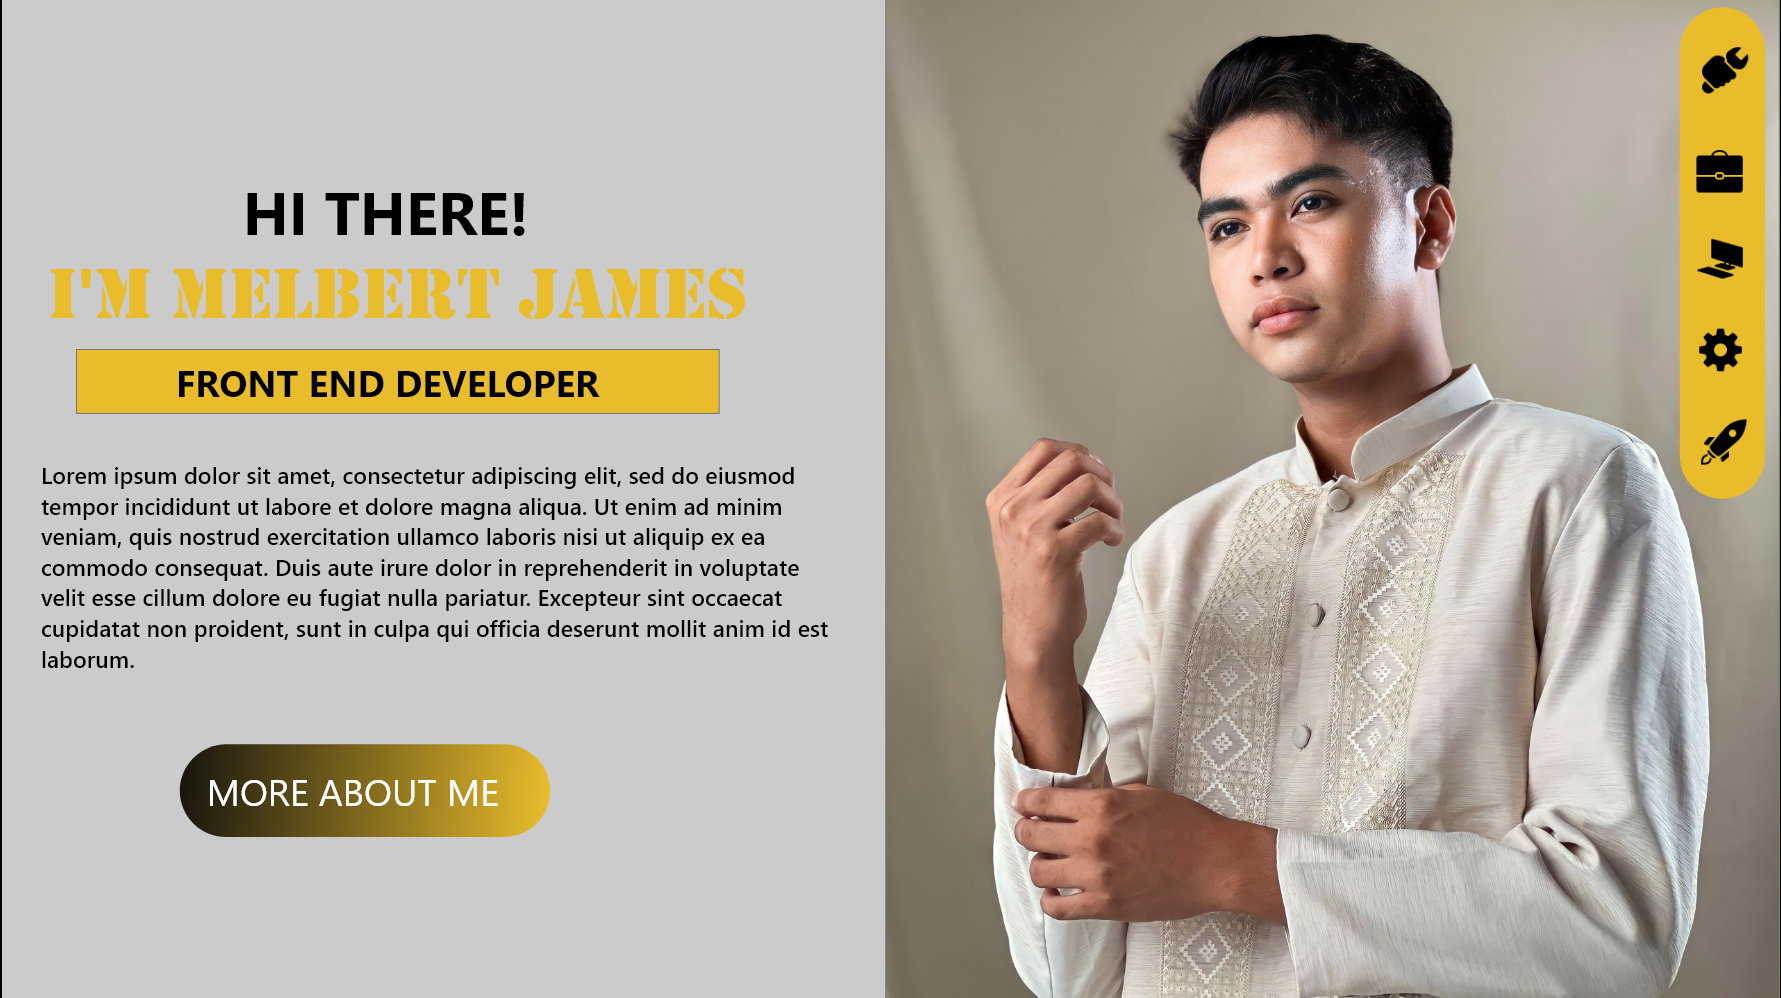 HI THERE!
I'M MELBERT JAMES
FRONT END DEVELOPER
Lorem ipsum dolor sit amet, consectetur adipiscing elit, sed do eiusmod
tempor incididunt ut labore et dolore magna aliqua. Ut enim ad minim
veniam, quis nostrud exercitation ullamco laboris nisi ut aliquip ex ea
commodo consequat. Duis aute irure dolor in reprehenderit in voluptate
velit esse cillum dolore eu fugiat nulla pariatur. Excepteur sint occaecat
cupidatat non proident, sunt in culpa qui officia deserunt mollit anim id est
laborum.
MORE ABOUT ME